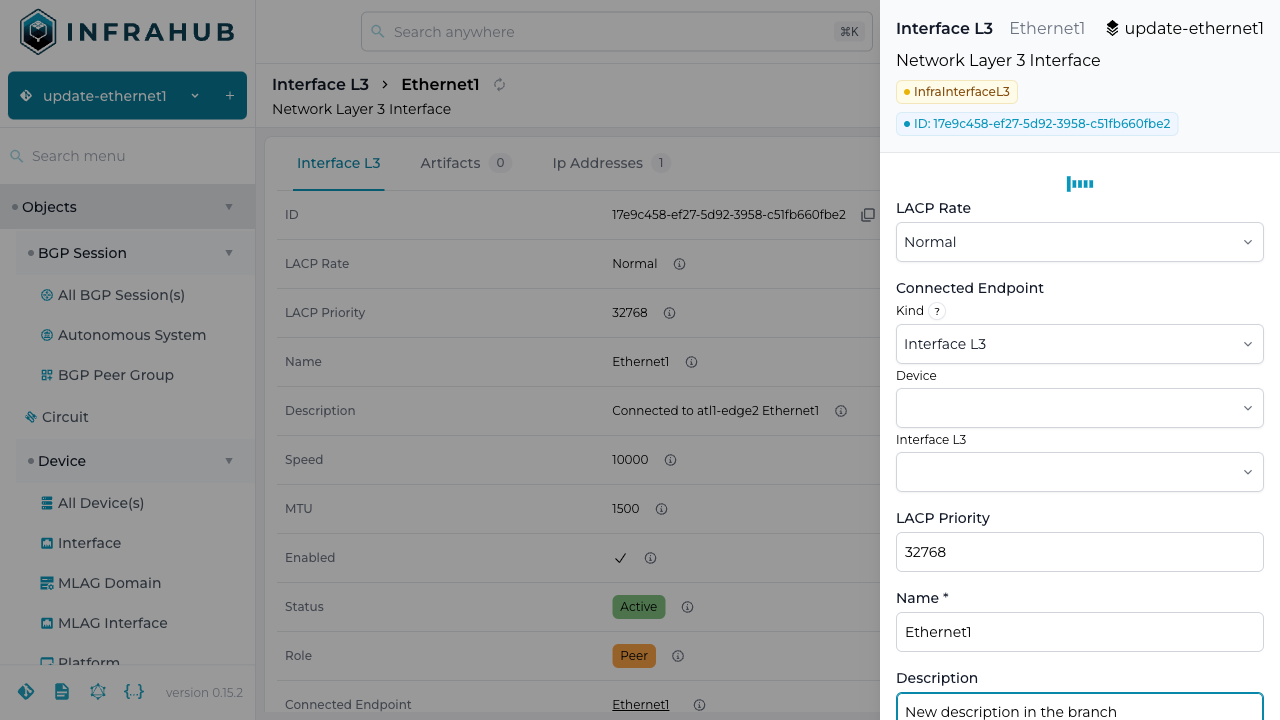 INFRAHUB
update-ethernet1
+
Search menu
Objects
BGP Session
All BGP Session(s)
Autonomous System
BGP Peer Group
Circuit
Device
All Device(s)
Interface
MLAG Domain
MLAG Interface
Platform
version 0.15.2
Search anywhere
⌘K
Interface L3 > Ethernet1
Network Layer 3 Interface
Interface L3
Artifacts 0
Ip Addresses 1
ID 17e9c458-ef27-5d92-3958-c51fb660fbe2
LACP Rate Normal
LACP Priority 32768
Name Ethernet1
Description Connected to atl1-edge2 Ethernet1
Speed 10000
MTU 1500
Enabled ✓
Status Active
Role Peer
Connected Endpoint Ethernet1
Interface L3 Ethernet1 update-ethernet1
Network Layer 3 Interface
InfraInterfaceL3
ID: 17e9c458-ef27-5d92-3958-c51fb660fbe2
LACP Rate
Normal
Connected Endpoint
Kind ?
Interface L3
Device
Interface L3
LACP Priority
32768
Name *
Ethernet1
Description
New description in the branch